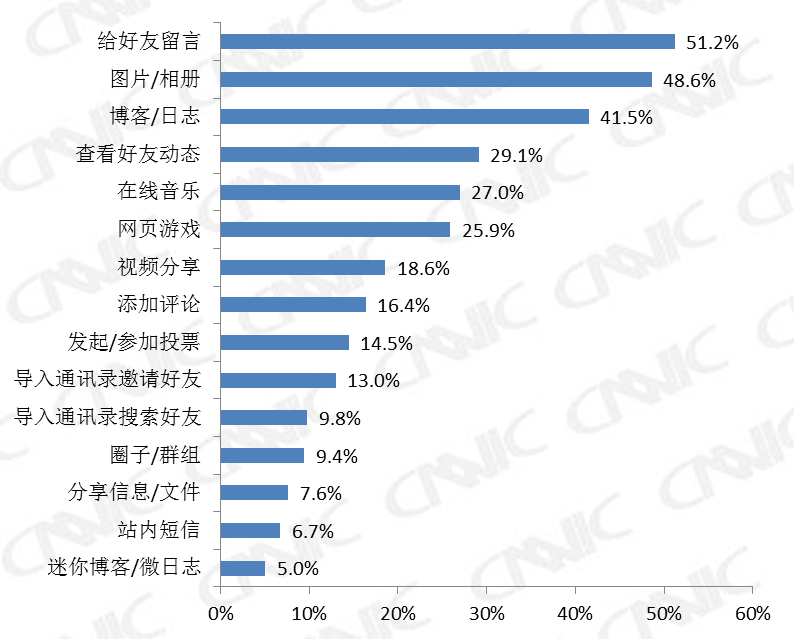 给好友留言 51.2%
图片/相册 48.6%
博客/日志 41.5%
查看好友动态 29.1%
在线音乐 27.0%
网页游戏 25.9%
视频分享 18.6%
添加评论 16.4%
发起/参加投票 14.5%
导入通讯录邀请好友 13.0%
导入通讯录搜索好友 9.8%
圈子/群组 9.4%
分享信息/文件 7.6%
站内短信 6.7%
迷你博客/微日志 5.0%
0% 10% 20% 30% 40% 50% 60%
CNNIC